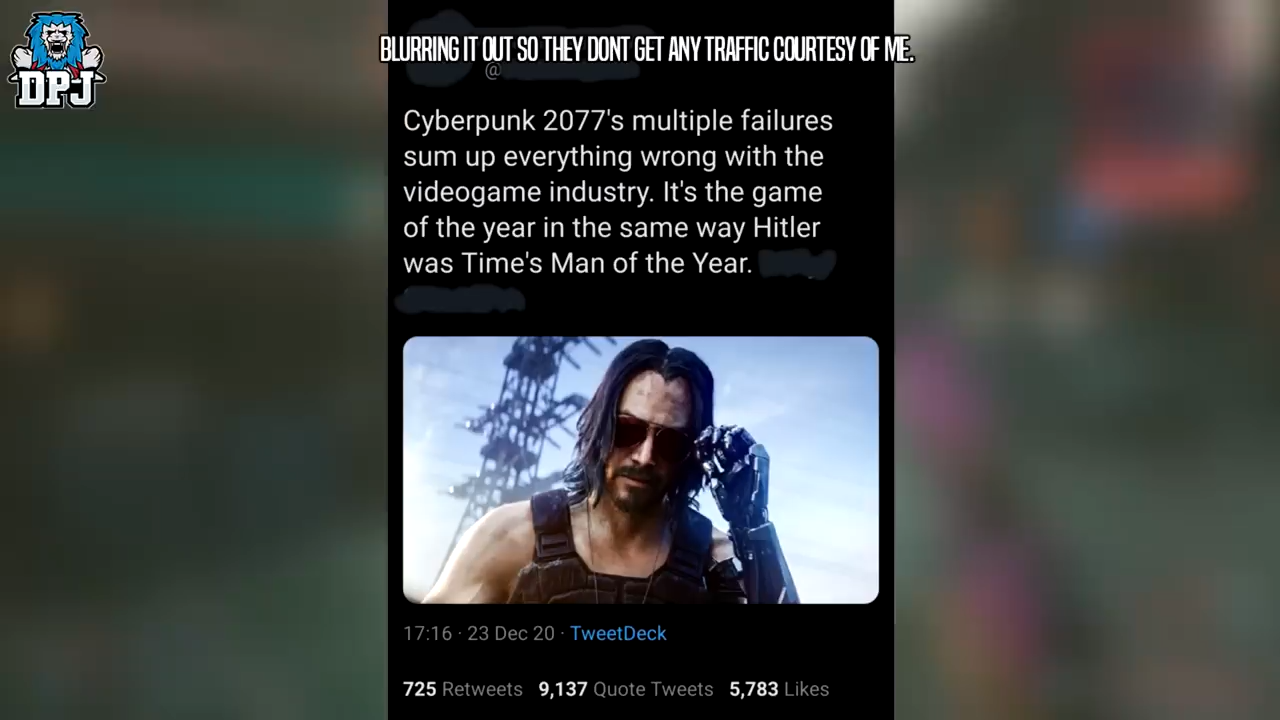 DPJ
BLURRING IT OUT SO THEY DONT GET ANY TRAFFIC COURTESY OF ME.
@
Cyberpunk 2077's multiple failures
sum up everything wrong with the
videogame industry. It's the game
of the year in the same way Hitler
was Time's Man of the Year.
17:16 · 23 Dec 20 · TweetDeck
725 Retweets 9,137 Quote Tweets 5,783 Likes